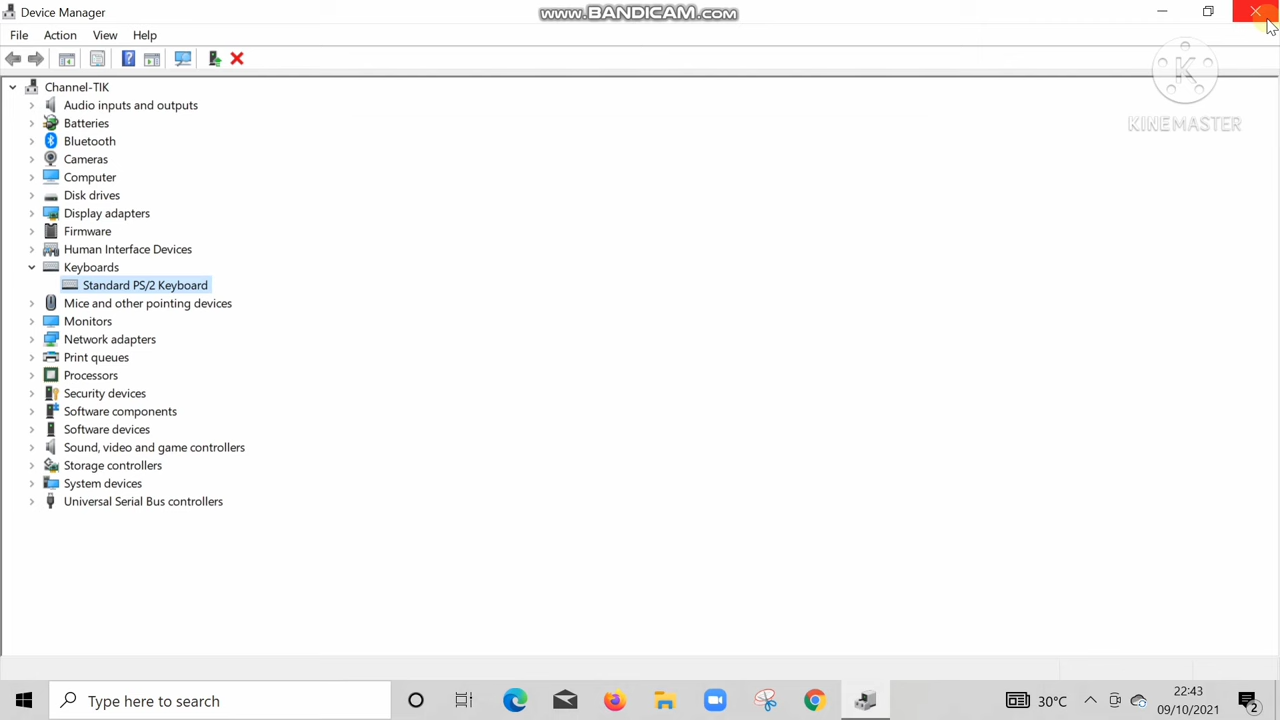 Device Manager
www.BANDICAM.com
File Action View Help
Channel-TIK
Audio inputs and outputs
Batteries
Bluetooth
Cameras
Computer
Disk drives
Display adapters
Firmware
Human Interface Devices
Keyboards
Standard PS/2 Keyboard
Mice and other pointing devices
Monitors
Network adapters
Print queues
Processors
Security devices
Software components
Software devices
Sound, video and game controllers
Storage controllers
System devices
Universal Serial Bus controllers
K
KINEMASTER
Type here to search
30°C
22:43
09/10/2021
2